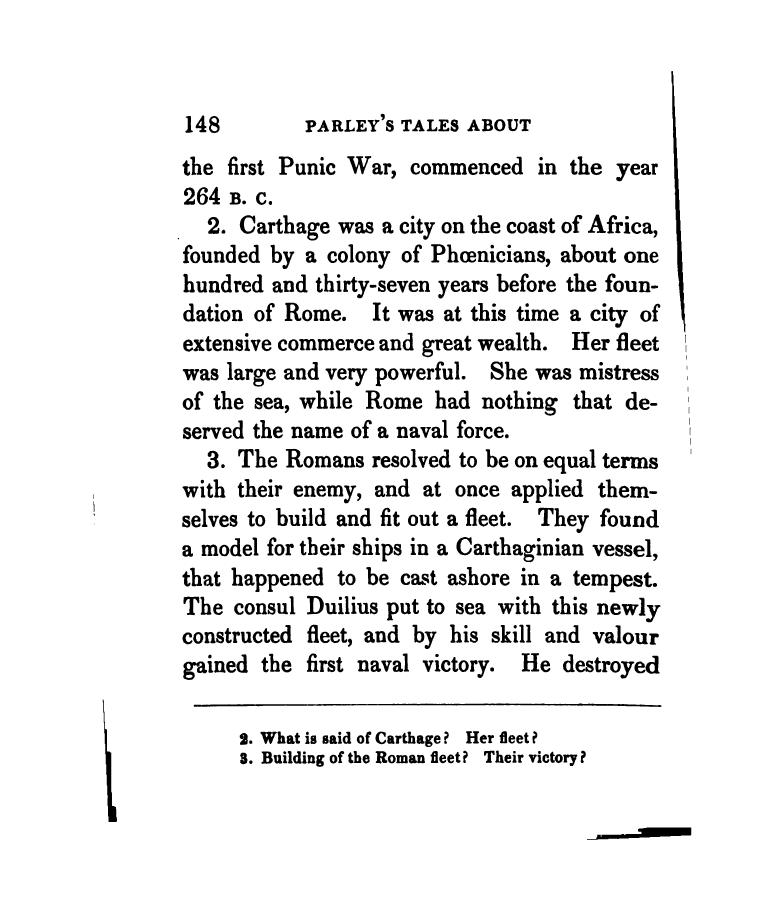 148 PARLEY'S TALES ABOUT
the first Punic War, commenced in the year
264 B. C.
2. Carthage was a city on the coast of Africa,
founded by a colony of Phœnicians, about one
hundred and thirty-seven years before the foun-
dation of Rome. It was at this time a city of
extensive commerce and great wealth. Her fleet
was large and very powerful. She was mistress
of the sea, while Rome had nothing that de-
served the name of a naval force.
3. The Romans resolved to be on equal terms
with their enemy, and at once applied them-
selves to build and fit out a fleet. They found
a model for their ships in a Carthaginian vessel,
that happened to be cast ashore in a tempest.
The consul Duilius put to sea with this newly
constructed fleet, and by his skill and valour
gained the first naval victory. He destroyed
2. What is said of Carthage? Her fleet?
3. Building of the Roman fleet? Their victory?